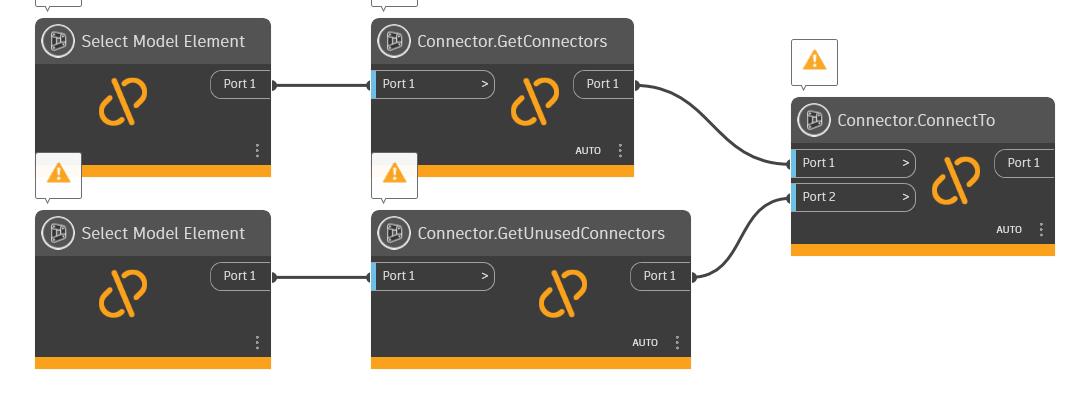 Select Model Element
Port 1
Connector.GetConnectors
Port 1 >
Port 1
AUTO
Select Model Element
Port 1
Connector.GetUnusedConnectors
Port 1 >
Port 1
AUTO
Connector.ConnectTo
Port 1 >
Port 1
Port 2 >
AUTO